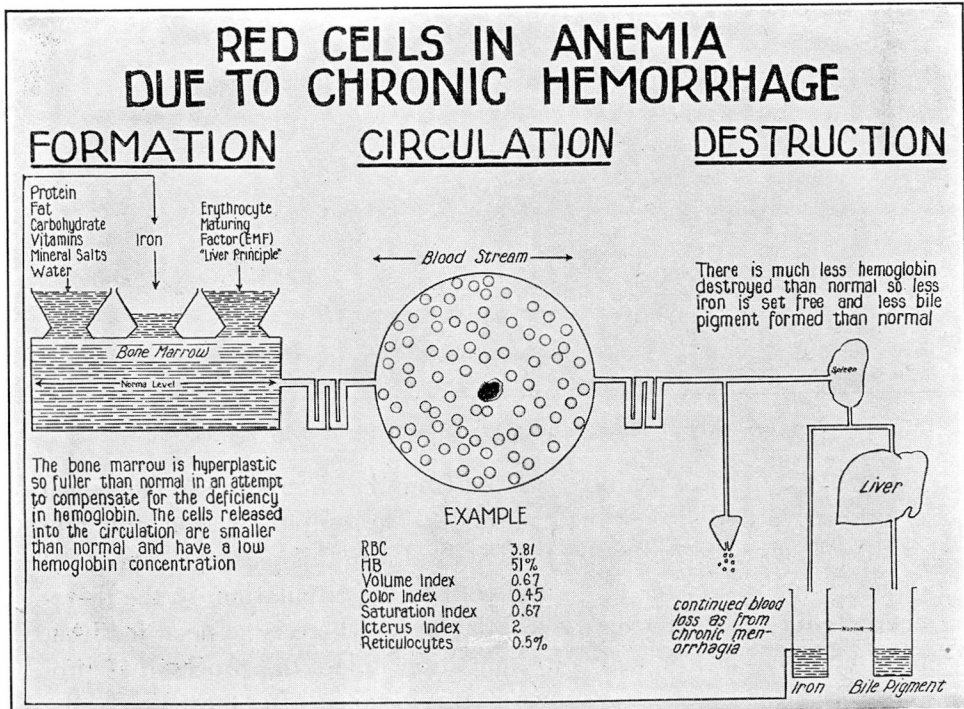 RED CELLS IN ANEMIA
DUE TO CHRONIC HEMORRHAGE
FORMATION
CIRCULATION
DESTRUCTION
Protein
Fat
Carbohydrate
Vitamins
Mineral Salts
Water
Iron
Erythrocyte
Maturing
Factor (EMF)
"Liver Principle"
Bone Marrow
Norma Level
The bone marrow is hyperplastic
so fuller than normal in an attempt
to compensate for the deficiency
in hemoglobin. The cells released
into the circulation are smaller
than normal and have a low
hemoglobin concentration
Blood Stream
EXAMPLE
RBC 3.81
HB 51%
Volume Index 0.67
Color Index 0.45
Saturation Index 0.67
Icterus Index 2
Reticulocytes 0.5%
There is much less hemoglobin
destroyed than normal so less
iron is set free and less bile
pigment formed than normal
Spleen
Liver
continued blood
loss as from
chronic men-
orrhagia
Normal
Iron
Bile Pigment